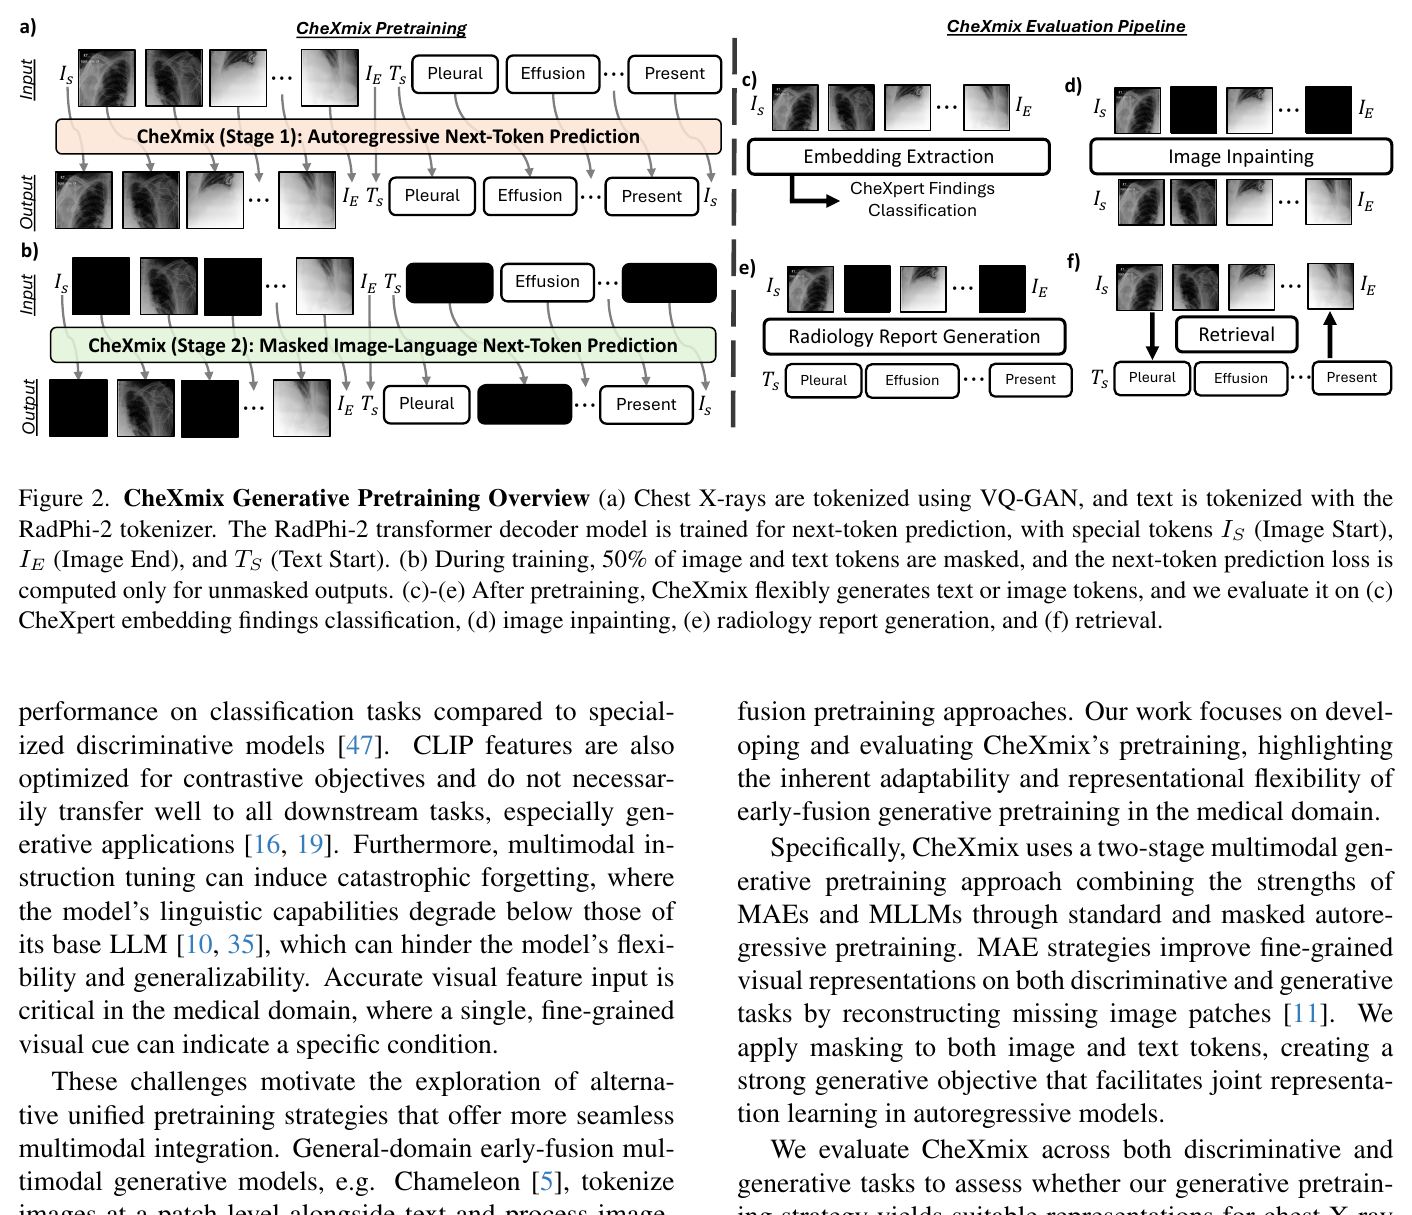 a)
CheXmix Pretraining
Input
I_s
...
I_E T_s Pleural Effusion ... Present
CheXmix (Stage 1): Autoregressive Next-Token Prediction
Output
...
I_E T_s Pleural Effusion ... Present I_s
b)
Input
I_s
...
I_E T_s Effusion ...
CheXmix (Stage 2): Masked Image-Language Next-Token Prediction
Output
...
I_E T_s Pleural ... Present I_s
CheXmix Evaluation Pipeline
c)
I_s ... I_E
Embedding Extraction
CheXpert Findings
Classification
d)
I_s ... I_E
Image Inpainting
I_s ... I_E
e)
I_s ... I_E
Radiology Report Generation
T_s Pleural Effusion ... Present
f)
I_s ... I_E
Retrieval
T_s Pleural Effusion ... Present
Figure 2. CheXmix Generative Pretraining Overview (a) Chest X-rays are tokenized using VQ-GAN, and text is tokenized with the
RadPhi-2 tokenizer. The RadPhi-2 transformer decoder model is trained for next-token prediction, with special tokens I_S (Image Start),
I_E (Image End), and T_S (Text Start). (b) During training, 50% of image and text tokens are masked, and the next-token prediction loss is
computed only for unmasked outputs. (c)-(e) After pretraining, CheXmix flexibly generates text or image tokens, and we evaluate it on (c)
CheXpert embedding findings classification, (d) image inpainting, (e) radiology report generation, and (f) retrieval.
performance on classification tasks compared to special-
ized discriminative models [47]. CLIP features are also
optimized for contrastive objectives and do not necessar-
ily transfer well to all downstream tasks, especially gen-
erative applications [16, 19]. Furthermore, multimodal in-
struction tuning can induce catastrophic forgetting, where
the model's linguistic capabilities degrade below those of
its base LLM [10, 35], which can hinder the model's flexi-
bility and generalizability. Accurate visual feature input is
critical in the medical domain, where a single, fine-grained
visual cue can indicate a specific condition.
These challenges motivate the exploration of alterna-
tive unified pretraining strategies that offer more seamless
multimodal integration. General-domain early-fusion mul-
timodal generative models, e.g. Chameleon [5], tokenize
images at a patch level alongside text and process image-
fusion pretraining approaches. Our work focuses on devel-
oping and evaluating CheXmix's pretraining, highlighting
the inherent adaptability and representational flexibility of
early-fusion generative pretraining in the medical domain.
Specifically, CheXmix uses a two-stage multimodal gen-
erative pretraining approach combining the strengths of
MAEs and MLLMs through standard and masked autore-
gressive pretraining. MAE strategies improve fine-grained
visual representations on both discriminative and generative
tasks by reconstructing missing image patches [11]. We
apply masking to both image and text tokens, creating a
strong generative objective that facilitates joint representa-
tion learning in autoregressive models.
We evaluate CheXmix across both discriminative and
generative tasks to assess whether our generative pretrain-
ing strategy yields suitable representations for chest X-ray